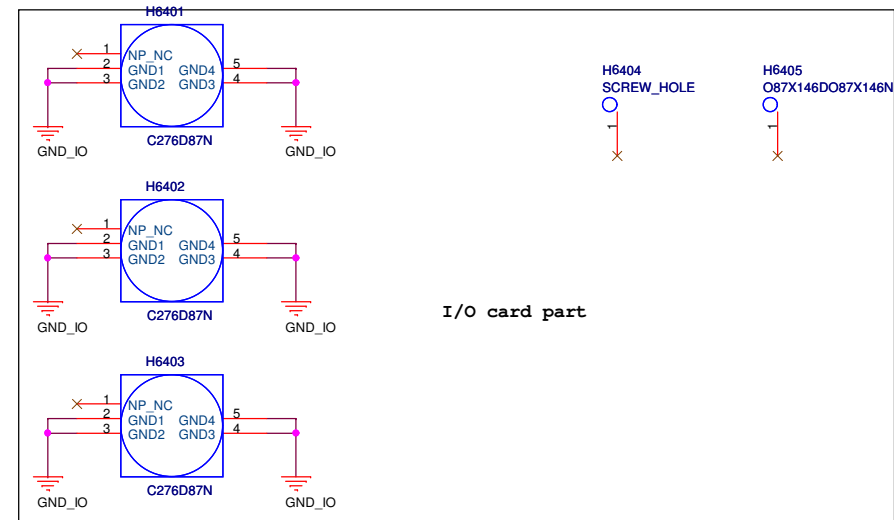 H6401
1 NP_NC
2 GND1 GND4 5
3 GND2 GND3 4
GND_IO GND_IO
C276D87N
H6404
SCREW_HOLE
1
H6405
O87X146DO87X146N
1
H6402
1 NP_NC
2 GND1 GND4 5
3 GND2 GND3 4
GND_IO GND_IO
C276D87N
I/O card part
H6403
1 NP_NC
2 GND1 GND4 5
3 GND2 GND3 4
GND_IO GND_IO
C276D87N